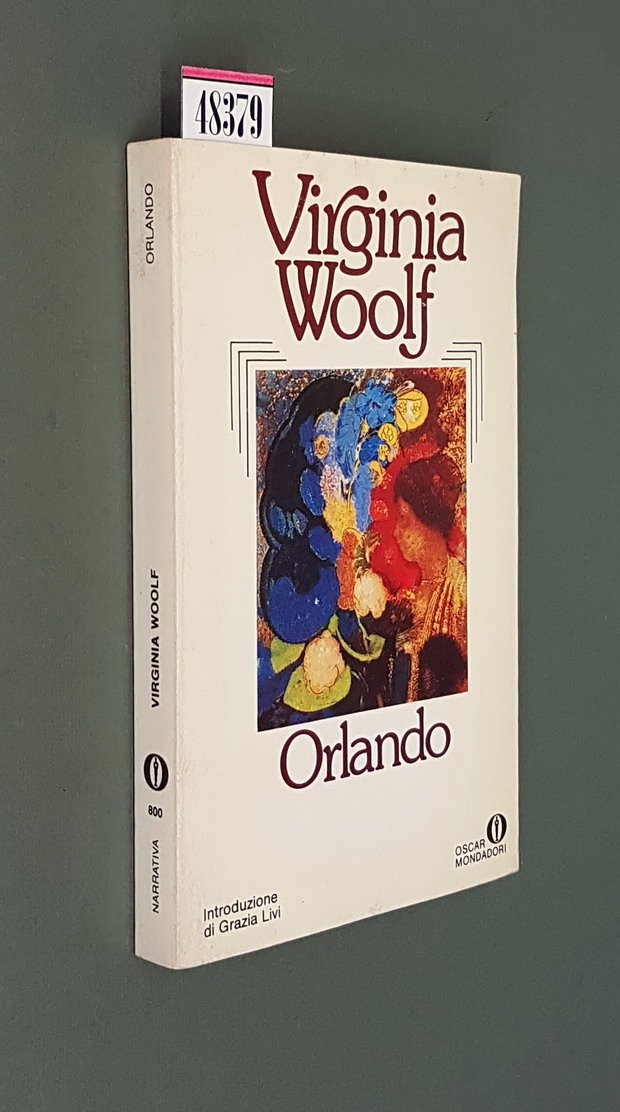 48379
Virginia
Woolf
Orlando
Introduzione
di Grazia Livi
OSCAR
MONDADORI
ORLANDO
VIRGINIA WOOLF
800
NARRATIVA